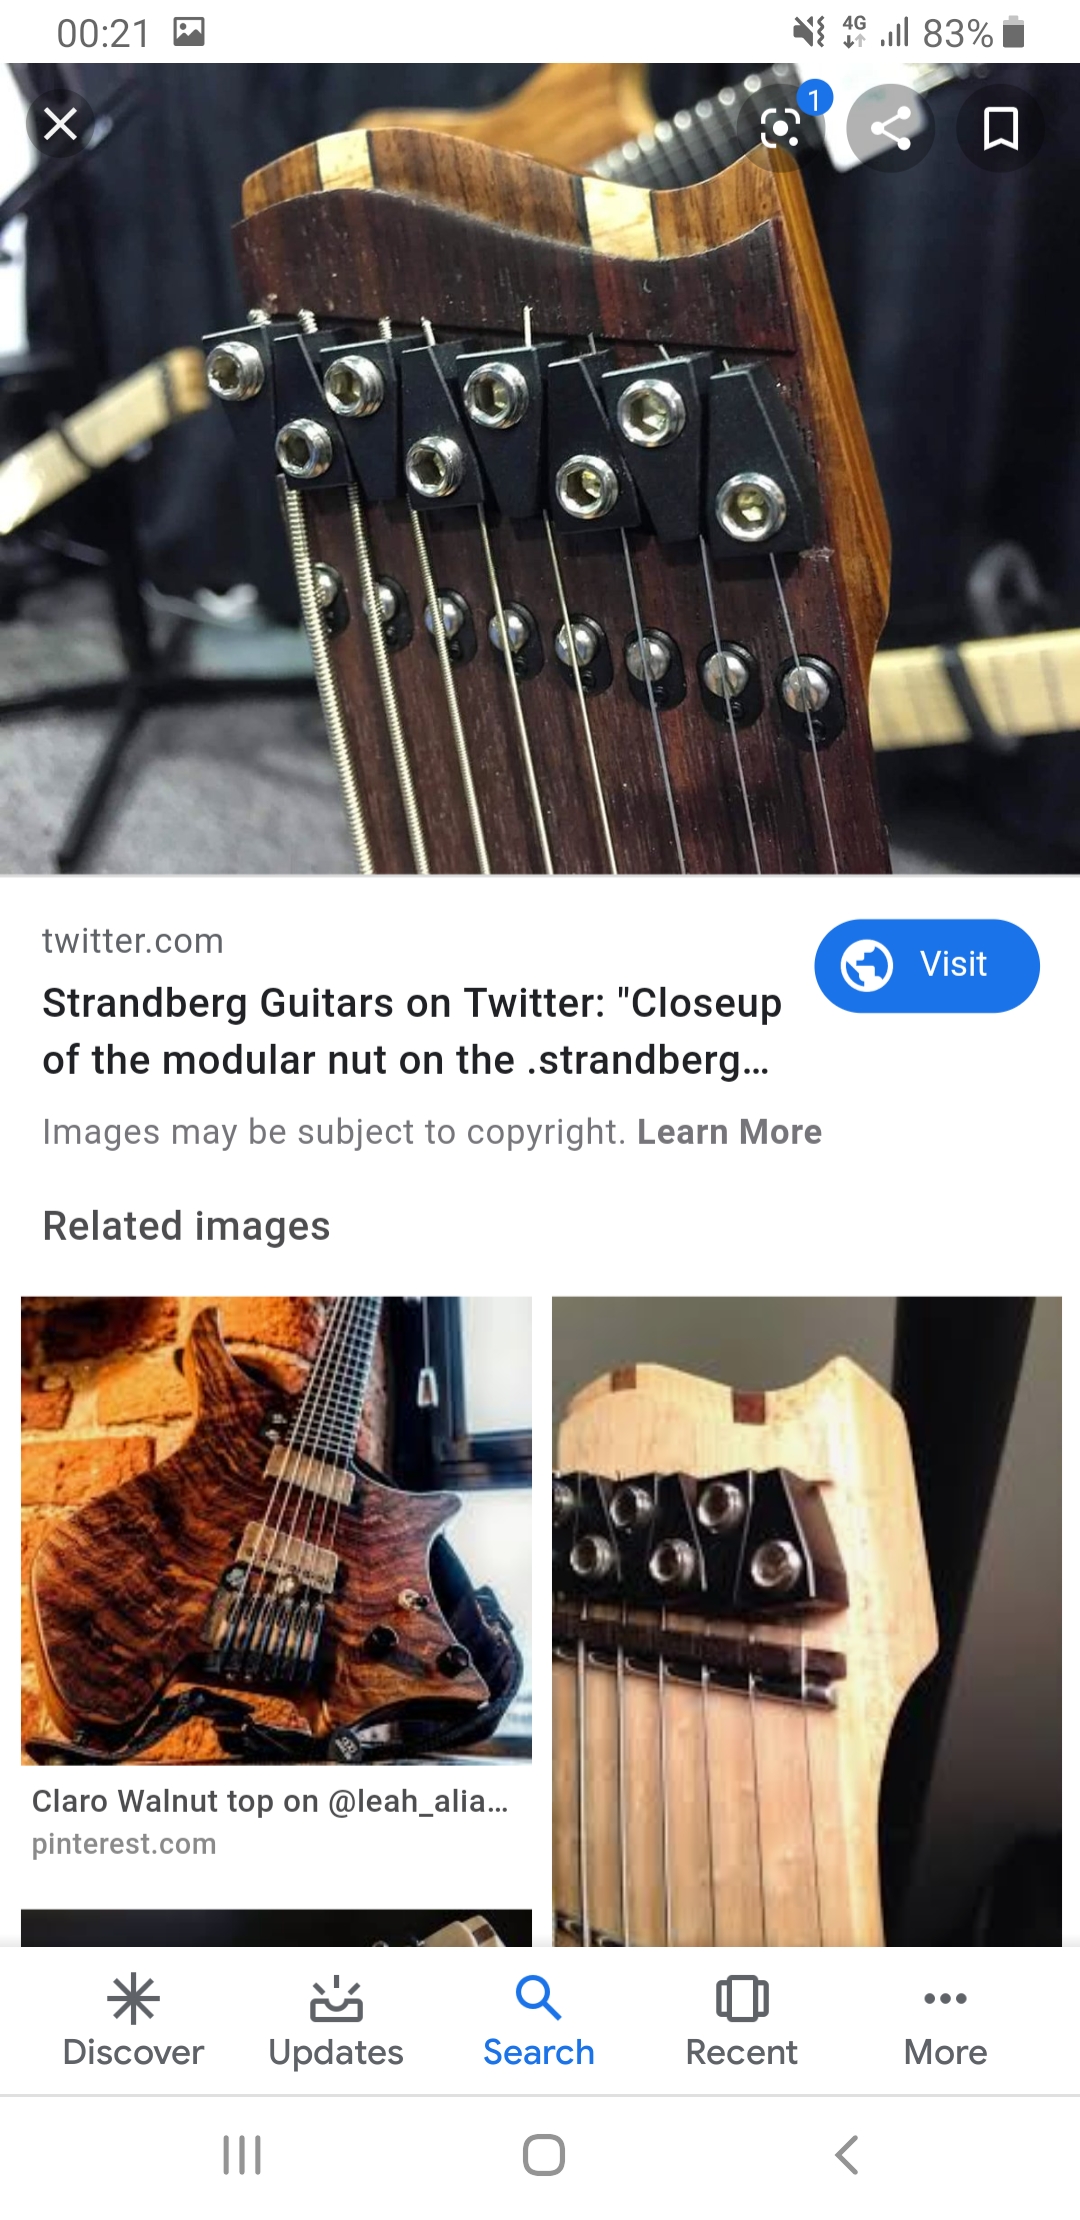 00:21
4G
83%
1
twitter.com
Visit
Strandberg Guitars on Twitter: "Closeup
of the modular nut on the .strandberg...
Images may be subject to copyright. Learn More
Related images
Claro Walnut top on @leah_alia...
pinterest.com
Discover
Updates
Search
Recent
More